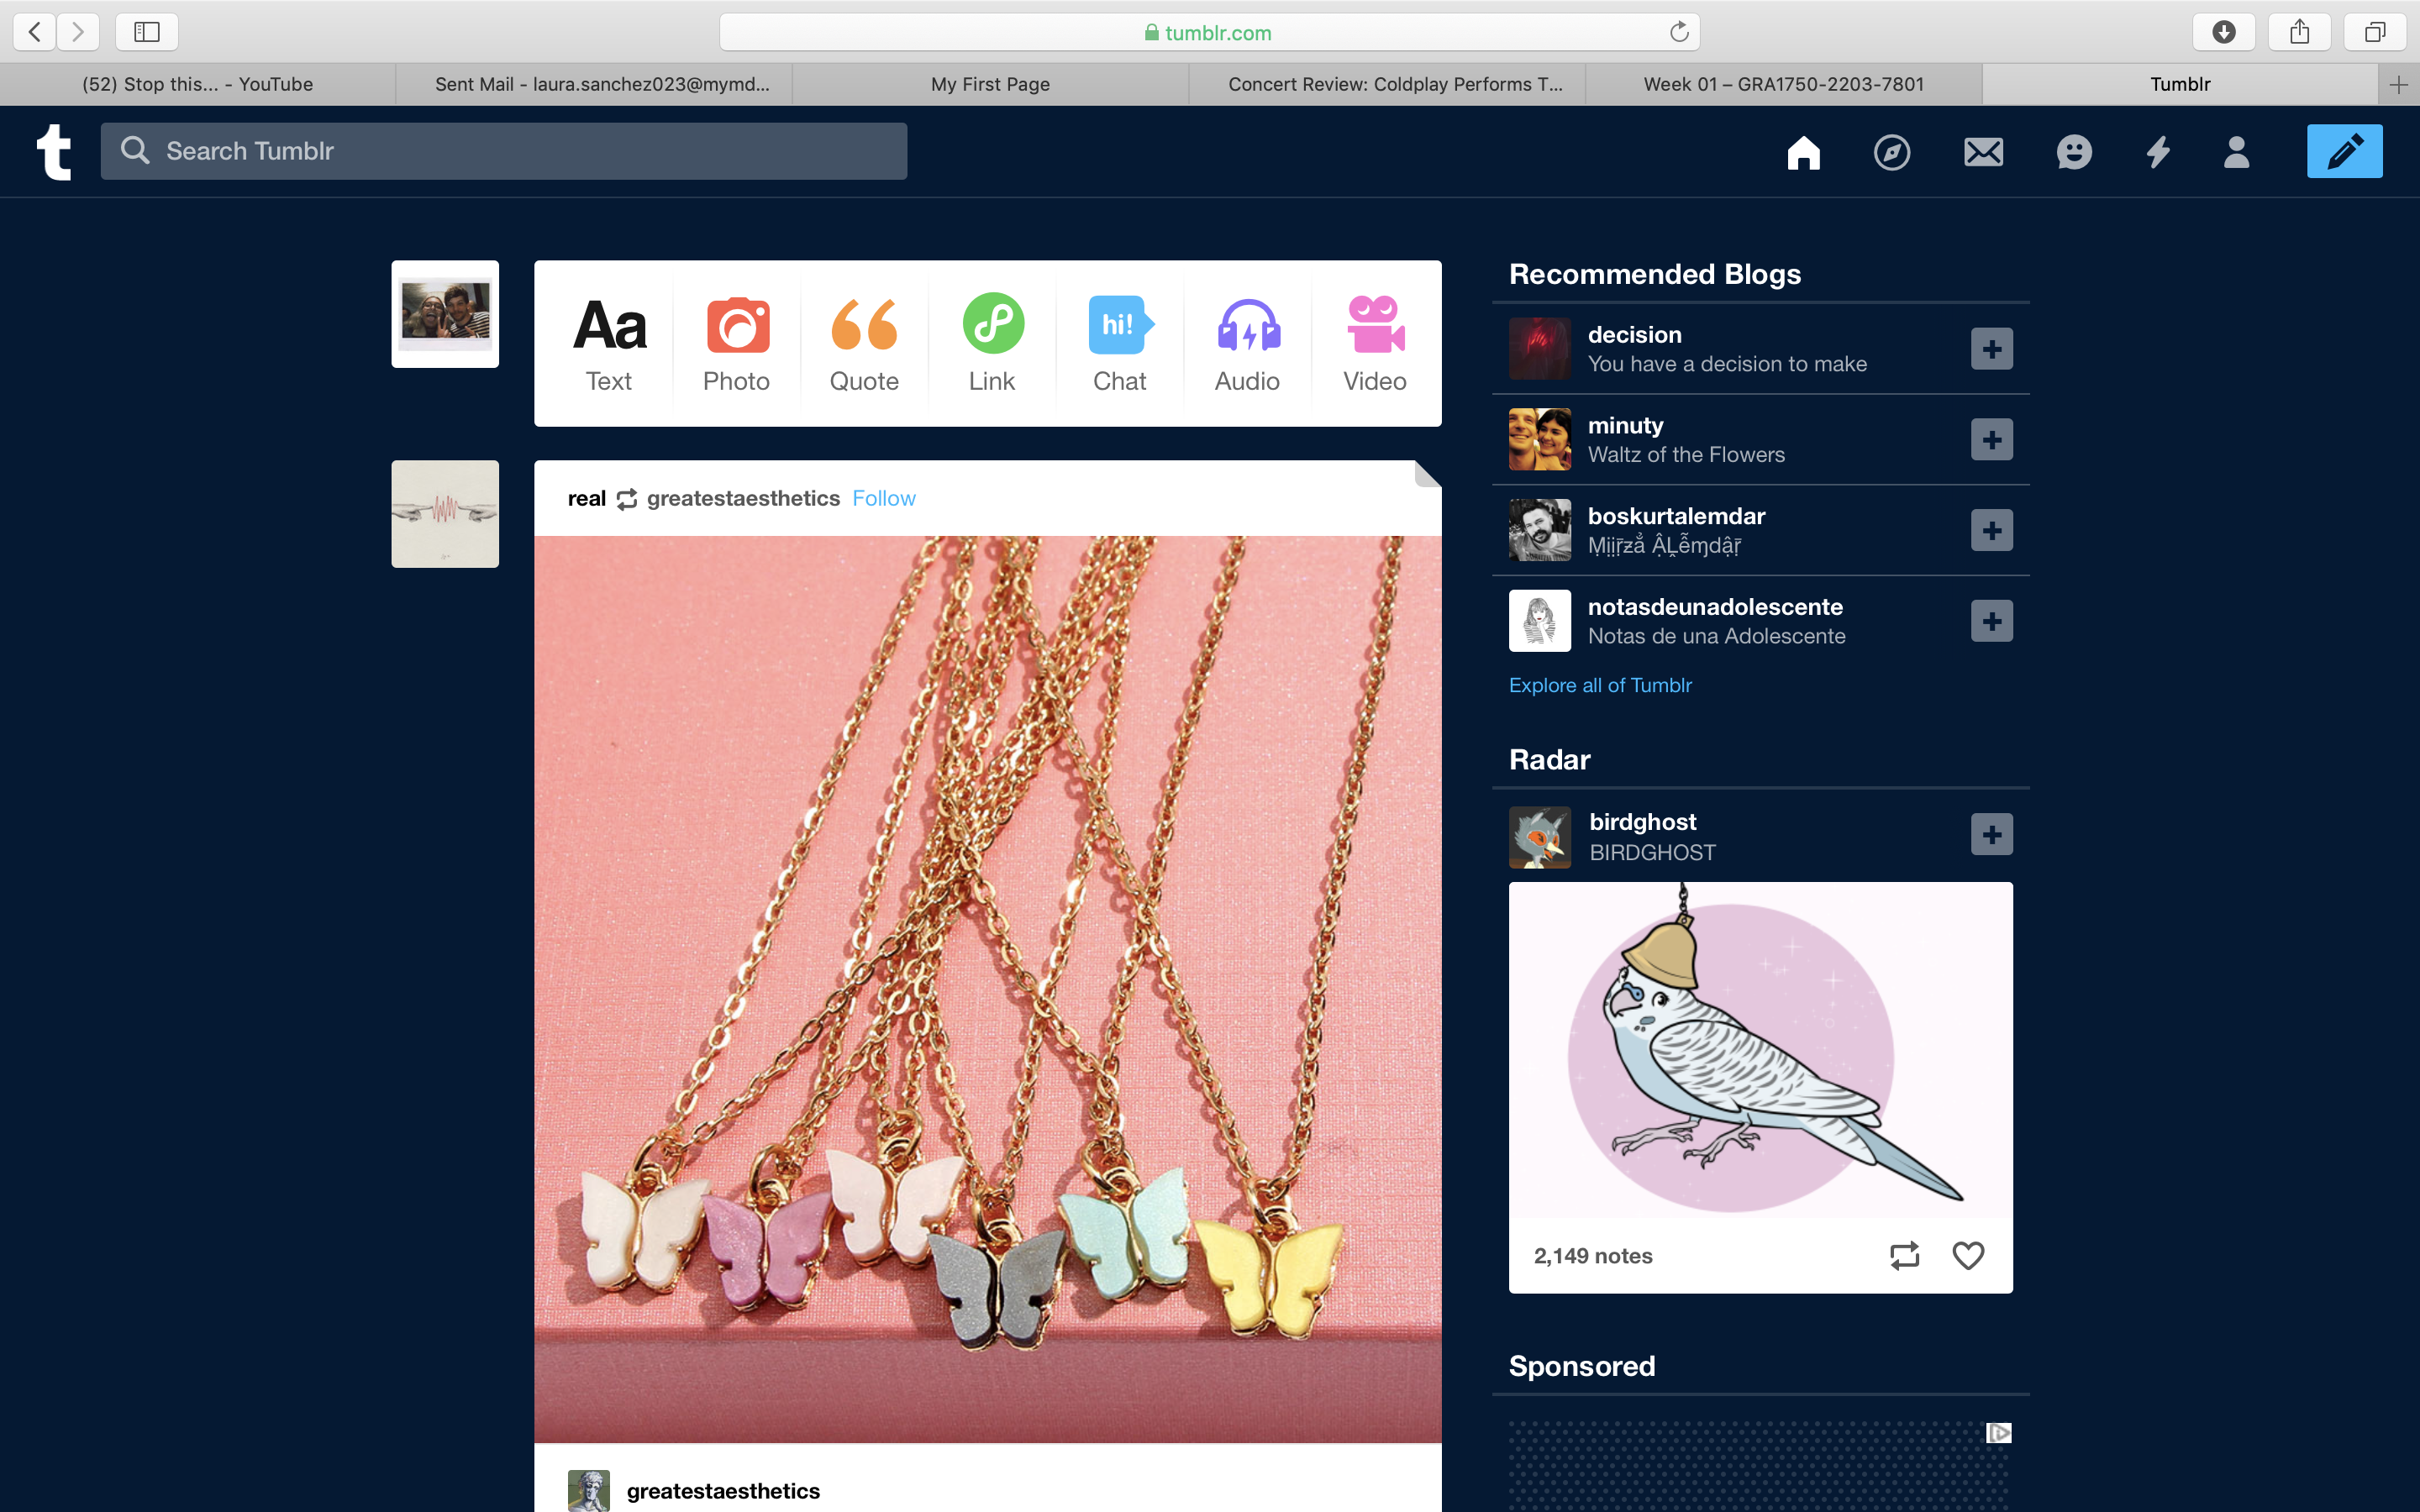 tumblr.com
(52) Stop this... - YouTube
Sent Mail - laura.sanchez023@mymd...
My First Page
Concert Review: Coldplay Performs T...
Week 01 – GRA1750-2203-7801
Tumblr
t
Search Tumblr
Aa
hi!
Text
Photo
Quote
Link
Chat
Audio
Video
real greatestaesthetics Follow
greatestaesthetics
Recommended Blogs
decision
You have a decision to make
minuty
Waltz of the Flowers
boskurtalemdar
notasdeunadolescente
Notas de una Adolescente
Explore all of Tumblr
Radar
birdghost
BIRDGHOST
2,149 notes
Sponsored